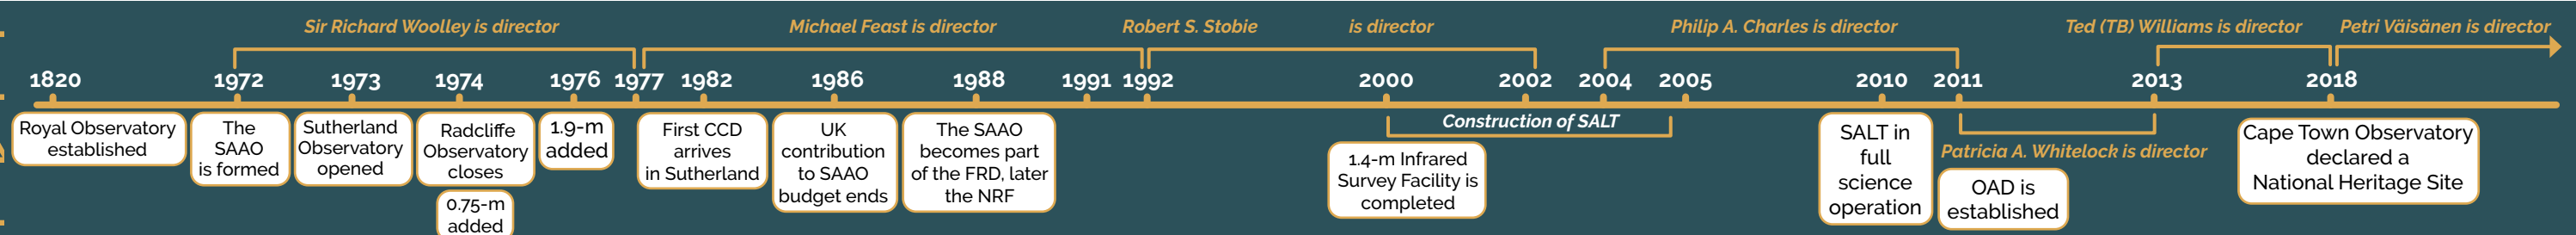 Sir Richard Woolley is director
Michael Feast is director
Robert S. Stobie is director
Philip A. Charles is director
Ted (TB) Williams is director
Petri Väisänen is director
1820 1972 1973 1974 1976 1977 1982 1986 1988 1991 1992 2000 2002 2004 2005 2010 2011 2013 2018
Royal Observatory
established
The
SAAO
is formed
Sutherland
Observatory
opened
Radcliffe
Observatory
closes
0.75-m
added
1.9-m
added
First CCD
arrives
in Sutherland
UK
contribution
to SAAO
budget ends
The SAAO
becomes part
of the FRD, later
the NRF
Construction of SALT
1.4-m Infrared
Survey Facility is
completed
SALT in
full
science
operation
Patricia A. Whitelock is director
OAD is
established
Cape Town Observatory
declared a
National Heritage Site